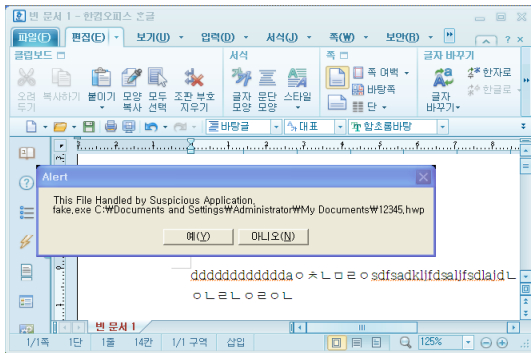 빈 문서 1 - 한컴오피스 흔글
파일(F) 편집(E) 보기(U) 입력(D) 서식(J) 쪽(W) 보안(B) ? ×
클립보드 서식 쪽 글자 바꾸기
오려 두기 복사하기 붙이기 모양 복사 모두 선택 조판 부호 지우기 글자 모양 문단 모양 스타일 쪽 여백 바탕쪽 단 글자 바꾸기 한자로 한글로
바탕글 대표 함초롬바탕
Alert
This File Handled by Suspicious Application,
fake,exe C:₩Documents and Settings₩Administrator₩My Documents₩12345,hwp
예(Y) 아니오(N)
dddddddddddddaㅇㅊㄴㅁㄹㅇsdfsadkljfdsaljfsdlajdㄴ
ㅇㄴㄹㄴㅇㄹㅇㄴ
빈 문서 1
1/1쪽 1단 1줄 14칸 1/1 구역 삽입 125%